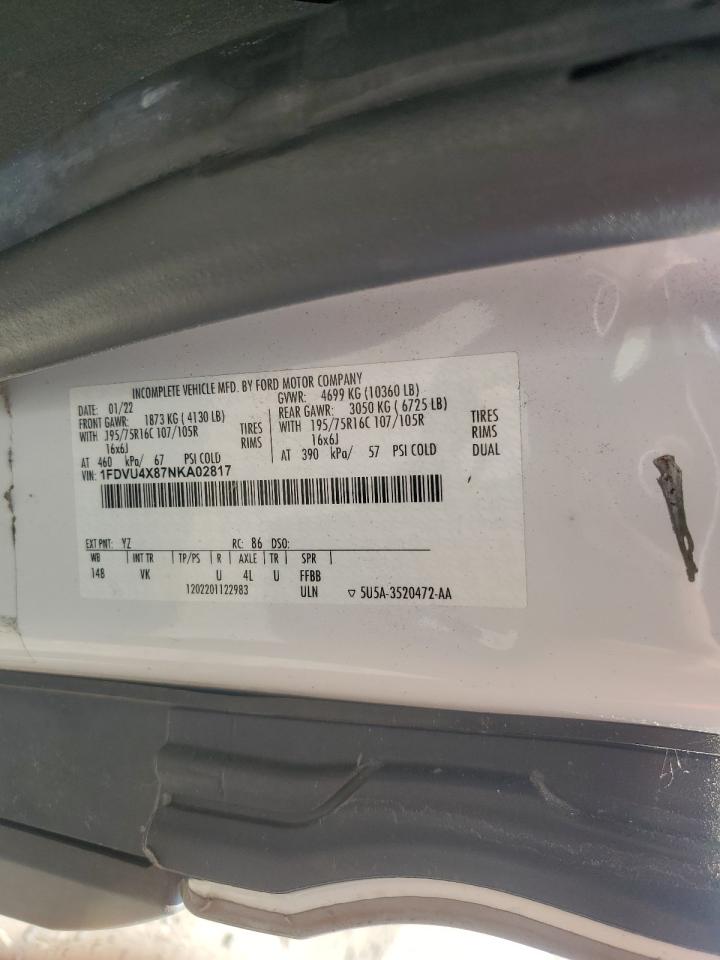 INCOMPLETE VEHICLE MFD. BY FORD MOTOR COMPANY
DATE: 01/22 GVWR: 4699 KG (10360 LB)
FRONT GAWR: 1873 KG ( 4130 LB) REAR GAWR: 3050 KG ( 6725 LB)
WITH 195/75R16C 107/105R TIRES WITH 195/75R16C 107/105R TIRES
16x6J RIMS 16x6J RIMS
AT 460 kPa/ 67 PSI COLD AT 390 kPa/ 57 PSI COLD DUAL
VIN: 1FDVU4X87NKA02817
EXT PNT: YZ RC: 86 DSO:
WB INT TR TP/PS R AXLE TR SPR
148 VK U 4L U FFBB
1202201122983 ULN ▽ 5U5A-3520472-AA